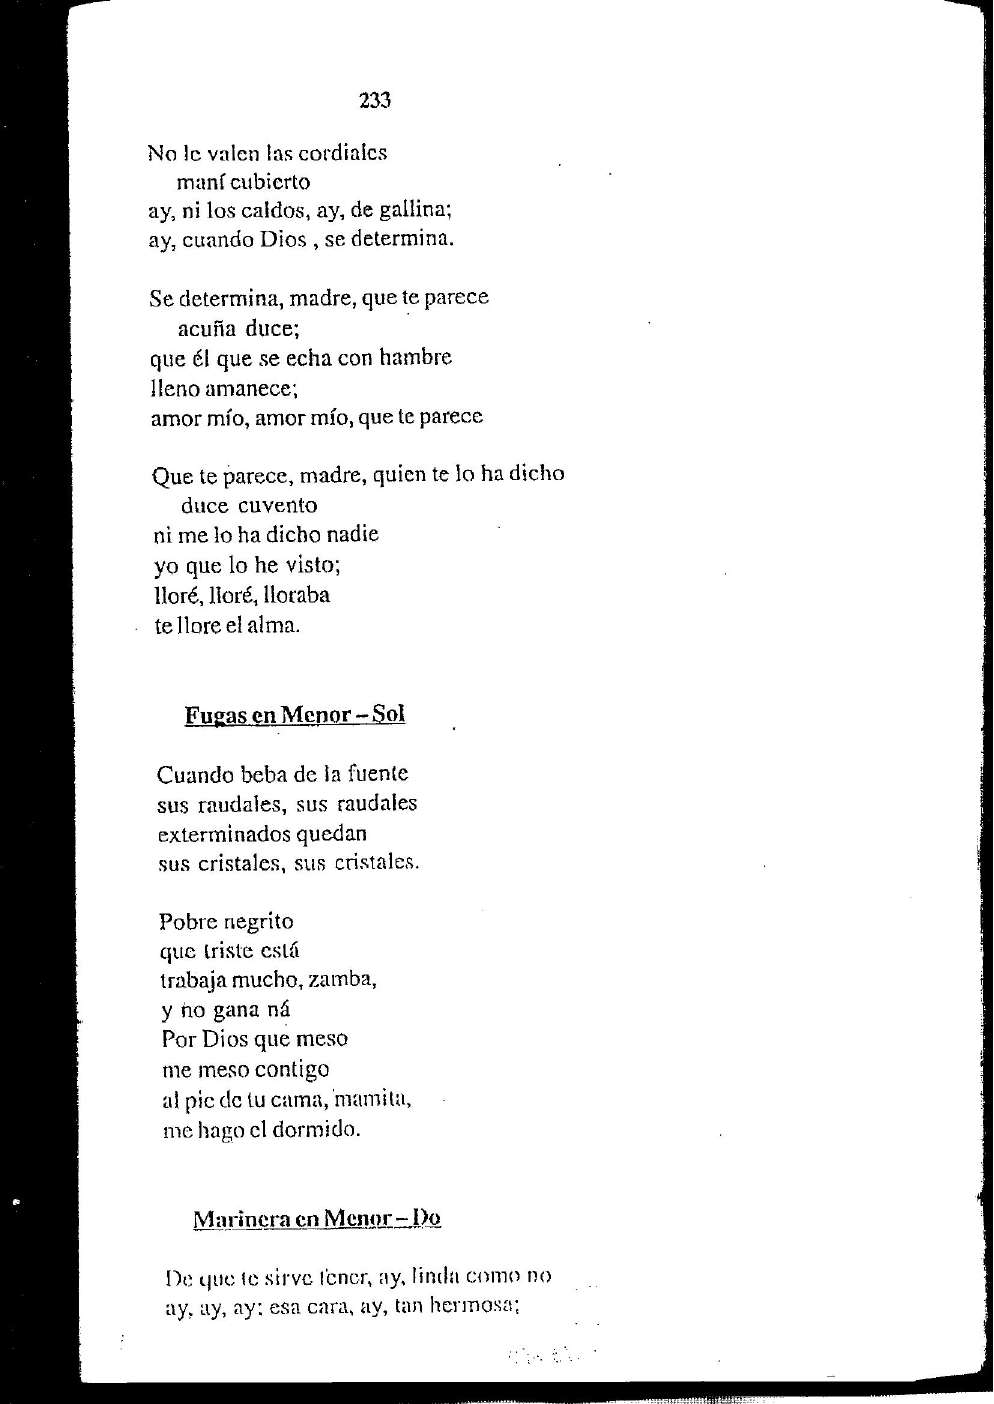 233
No le valen las cordiales
maní cubierto
ay, ni los caldos, ay, de gallina;
ay, cuando Dios , se determina.
Se determina, madre, que te parece
acuña duce;
que él que se echa con hambre
lleno amanece;
amor mío, amor mío, que te parece
Que te parece, madre, quien te lo ha dicho
duce cuvento
ni me lo ha dicho nadie
yo que lo he visto;
lloré, lloré, lloraba
te llore el alma.
Fugas en Menor – Sol
Cuando beba de la fuente
sus raudales, sus raudales
exterminados quedan
sus cristales, sus cristales.
Pobre negrito
que triste está
trabaja mucho, zamba,
y no gana ná
Por Dios que meso
me meso contigo
al pie de tu cama, mamita,
me hago el dormido.
Marinera en Menor – Do
De que te sirve tener, ay, linda como no
ay, ay, ay; esa cara, ay, tan hermosa;